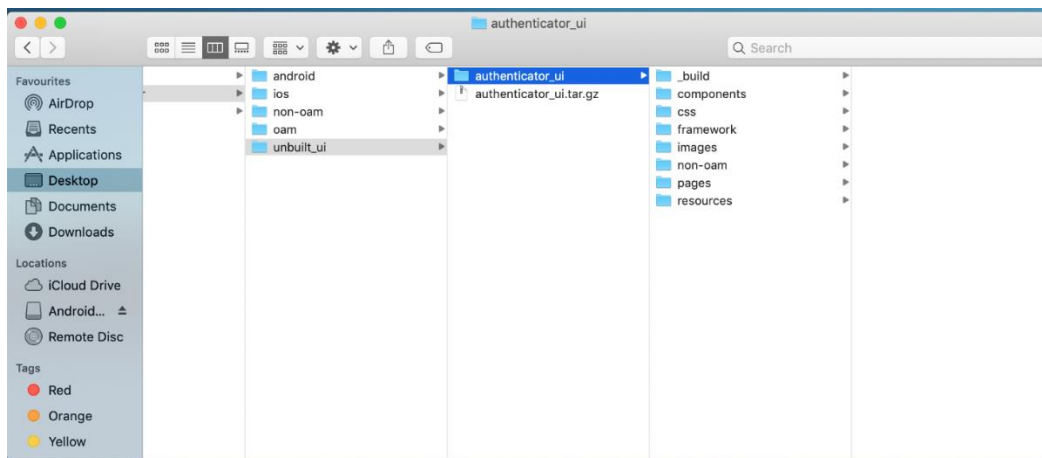 authenticator_ui
Search
Favourites
AirDrop
Recents
Applications
Desktop
Documents
Downloads
Locations
iCloud Drive
Android...
Remote Disc
Tags
Red
Orange
Yellow
android
ios
non-oam
oam
unbuilt_ui
authenticator_ui
authenticator_ui.tar.gz
_build
components
css
framework
images
non-oam
pages
resources